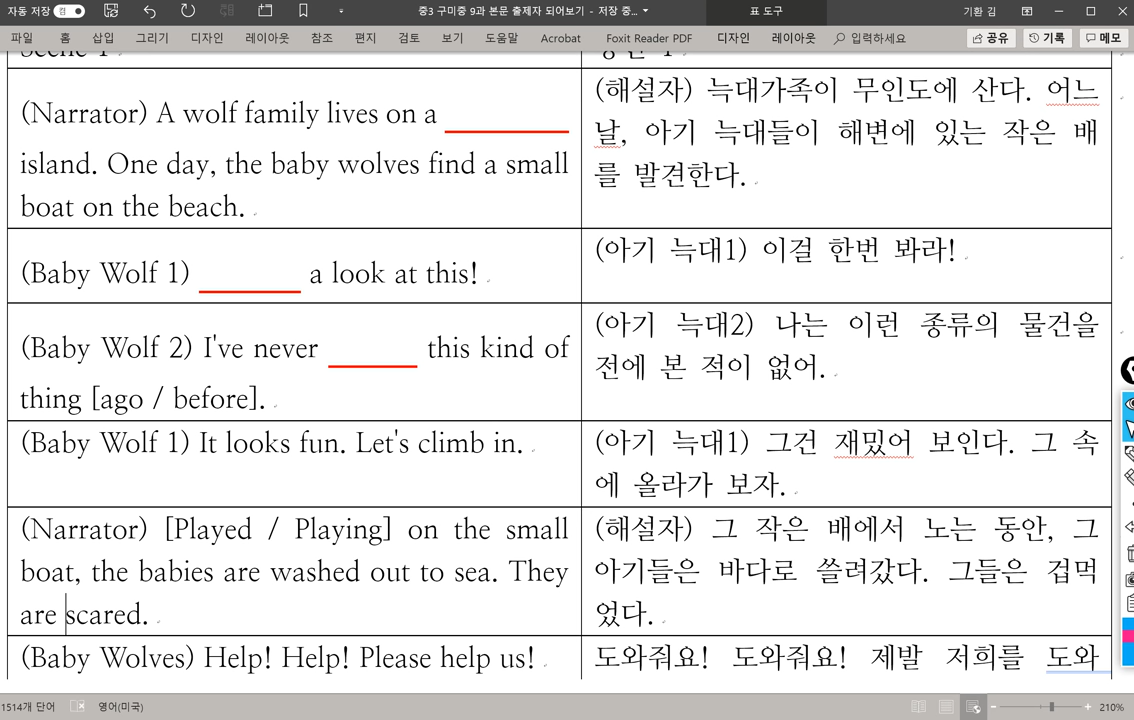 자동 저장 컴 중3 구미중 9과 본문 출제자 되어보기 - 저장 중... 표 도구 기환 김
파일 홈 삽입 그리기 디자인 레이아웃 참조 편지 검토 보기 도움말 Acrobat Foxit Reader PDF 디자인 레이아웃 입력하세요 공유 기록 메모
(Narrator) A wolf family lives on a ________
island. One day, the baby wolves find a small
boat on the beach.
(해설자) 늑대가족이 무인도에 산다. 어느
날, 아기 늑대들이 해변에 있는 작은 배
를 발견한다.
(Baby Wolf 1) ________ a look at this!
(아기 늑대1) 이걸 한번 봐라!
(Baby Wolf 2) I've never ________ this kind of
thing [ago / before].
(아기 늑대2) 나는 이런 종류의 물건을
전에 본 적이 없어.
(Baby Wolf 1) It looks fun. Let's climb in.
(아기 늑대1) 그건 재밌어 보인다. 그 속
에 올라가 보자.
(Narrator) [Played / Playing] on the small
boat, the babies are washed out to sea. They
are scared.
(해설자) 그 작은 배에서 노는 동안, 그
아기들은 바다로 쓸려갔다. 그들은 겁먹
었다.
(Baby Wolves) Help! Help! Please help us!
도와줘요! 도와줘요! 제발 저희를 도와
1514개 단어 영어(미국) 210%